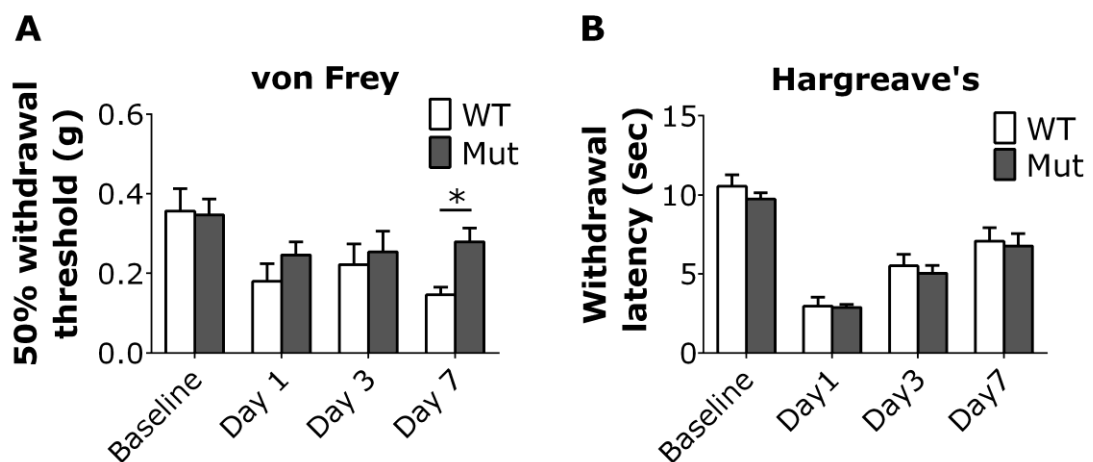 A
von Frey
50% withdrawal
threshold (g)
WT
Mut
0.6
0.4
0.2
0.0
*
Baseline
Day 1
Day 3
Day 7
B
Hargreave's
Withdrawal
latency (sec)
WT
Mut
15
10
5
0
Baseline
Day1
Day3
Day7